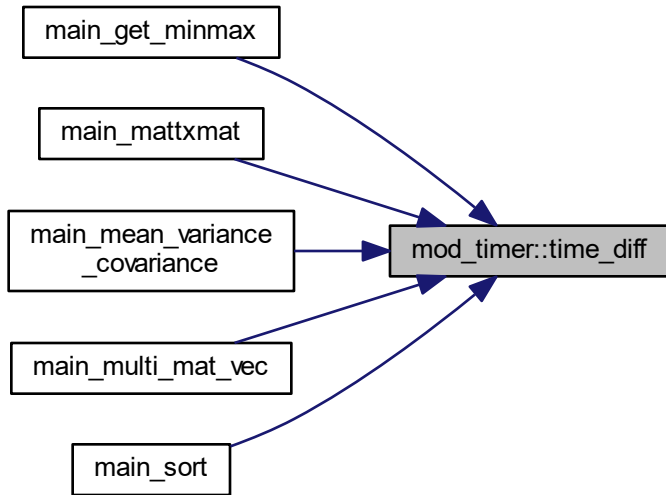 main_get_minmax
main_mattxmat
main_mean_variance
_covariance
mod_timer::time_diff
main_multi_mat_vec
main_sort